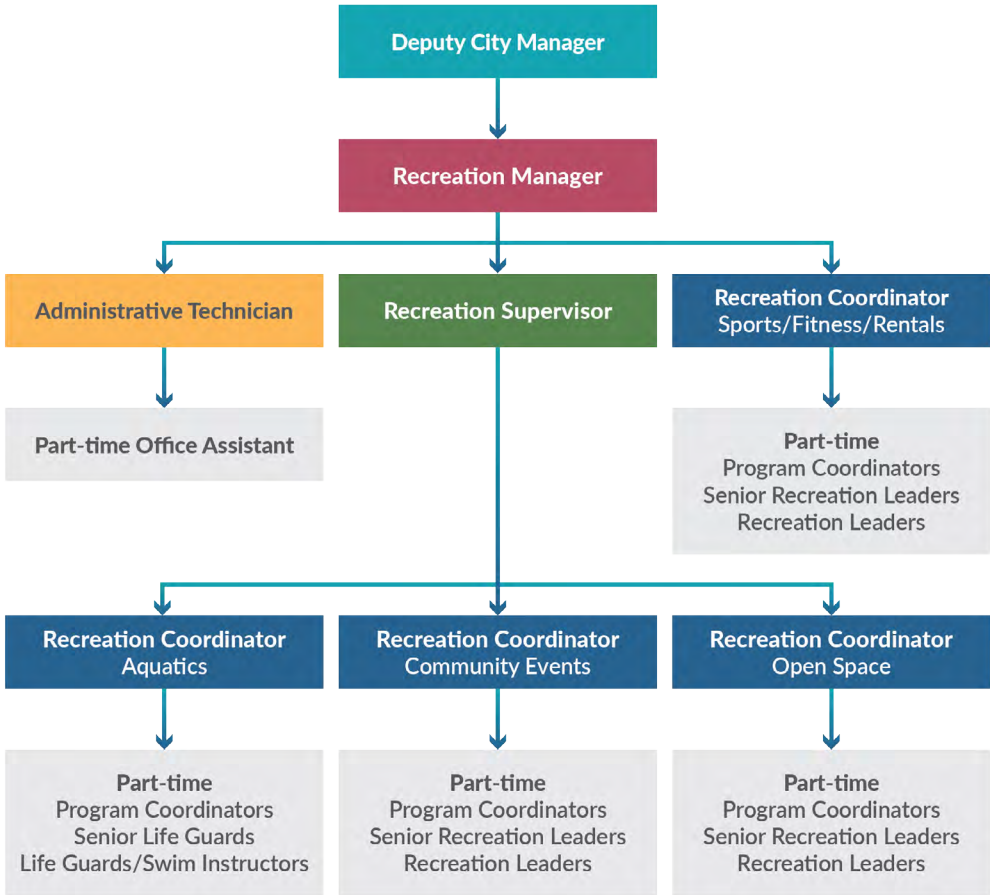 Deputy City Manager
Recreation Manager
Administrative Technician
Recreation Supervisor
Recreation Coordinator
Sports/Fitness/Rentals
Part-time Office Assistant
Part-time
Program Coordinators
Senior Recreation Leaders
Recreation Leaders
Recreation Coordinator
Aquatics
Recreation Coordinator
Community Events
Recreation Coordinator
Open Space
Part-time
Program Coordinators
Senior Life Guards
Life Guards/Swim Instructors
Part-time
Program Coordinators
Senior Recreation Leaders
Recreation Leaders
Part-time
Program Coordinators
Senior Recreation Leaders
Recreation Leaders